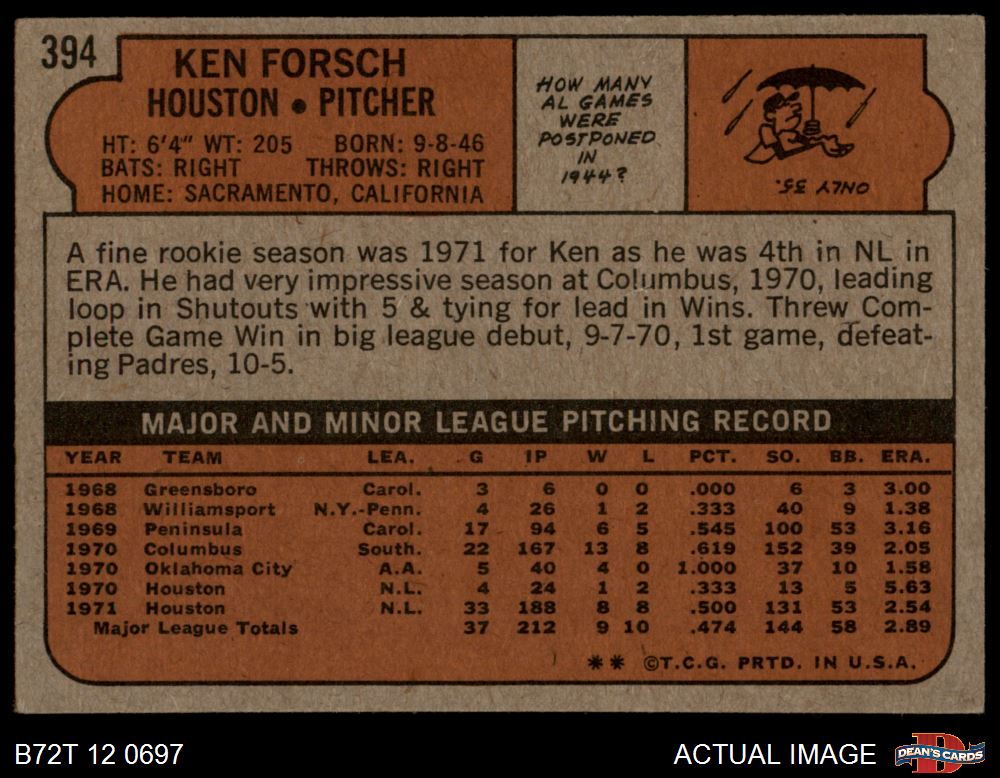 394
KEN FORSCH
HOUSTON • PITCHER
HT: 6'4" WT: 205 BORN: 9-8-46
BATS: RIGHT THROWS: RIGHT
HOME: SACRAMENTO, CALIFORNIA
HOW MANY
AL GAMES
WERE
POSTPONED
IN
1944?
ONLY 35.
A fine rookie season was 1971 for Ken as he was 4th in NL in
ERA. He had very impressive season at Columbus, 1970, leading
loop in Shutouts with 5 & tying for lead in Wins. Threw Com-
plete Game Win in big league debut, 9-7-70, 1st game, defeat-
ing Padres, 10-5.
MAJOR AND MINOR LEAGUE PITCHING RECORD
YEAR TEAM LEA. G IP W L PCT. SO. BB. ERA.
1968 Greensboro Carol. 3 6 0 0 .000 6 3 3.00
1968 Williamsport N.Y.-Penn. 4 26 1 2 .333 40 9 1.38
1969 Peninsula Carol. 17 94 6 5 .545 100 53 3.16
1970 Columbus South. 22 167 13 8 .619 152 39 2.05
1970 Oklahoma City A.A. 5 40 4 0 1.000 37 10 1.58
1970 Houston N.L. 4 24 1 2 .333 13 5 5.63
1971 Houston N.L. 33 188 8 8 .500 131 53 2.54
Major League Totals 37 212 9 10 .474 144 58 2.89
** ©T.C.G. PRTD. IN U.S.A.
B72T 12 0697
ACTUAL IMAGE
DEAN'S CARDS